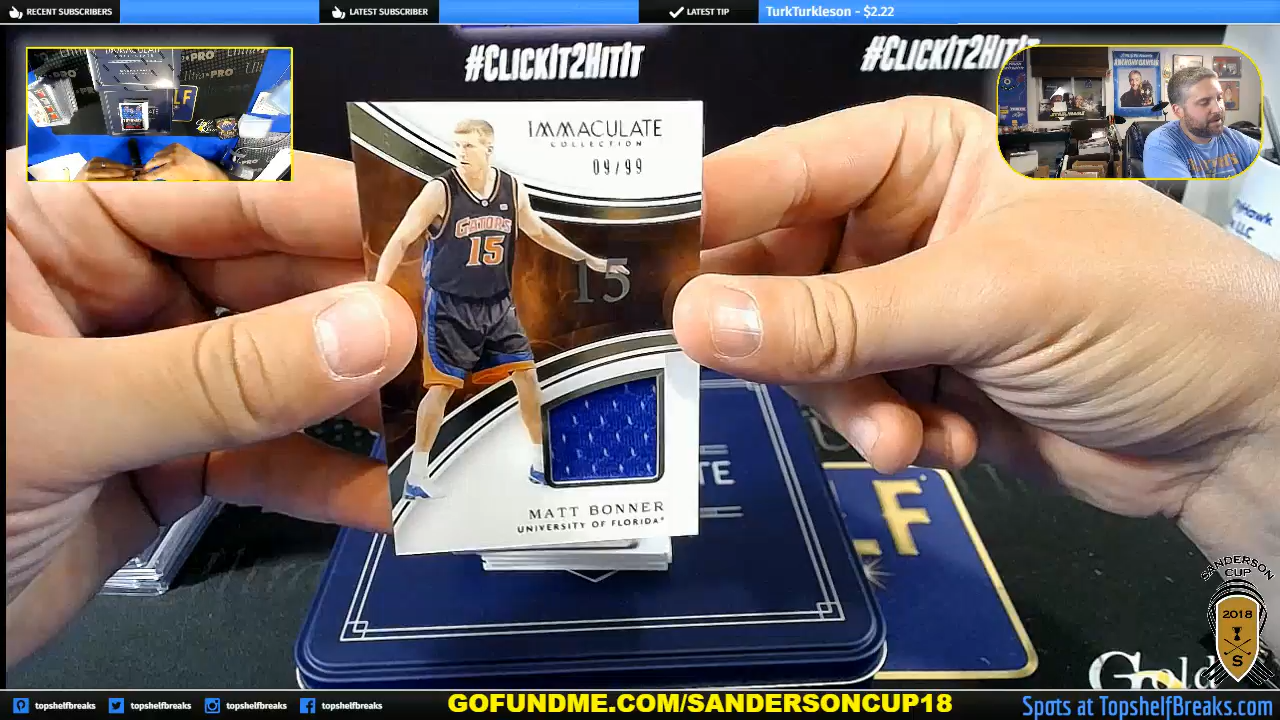 RECENT SUBSCRIBERS
LATEST SUBSCRIBER
LATEST TIP
TurkTurkleson - $2.22
#CLICKIT2HITIT
#CLICKIT2HITIT
IMMACULATE
COLLECTION
09/99
GATORS
15
15
MATT BONNER
UNIVERSITY OF FLORIDA
SANDERSON
CUP
2018
S
Gold
topshelfbreaks
topshelfbreaks
topshelfbreaks
topshelfbreaks
GOFUNDME.COM/SANDERSONCUP18
Spots at TopshelfBreaks.com